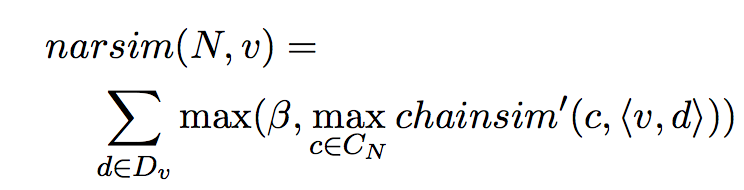 narsim(N, v) =
∑ max(β, max chainsim′(c, ⟨v, d⟩))
d∈D_v c∈C_N